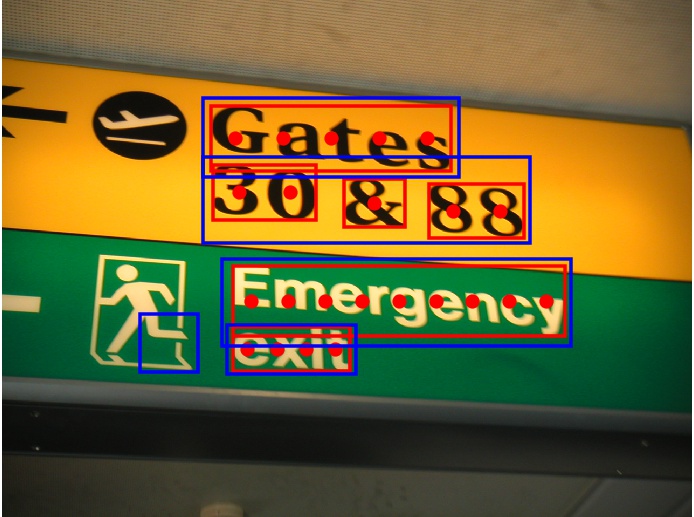 Gates
30 & 88
Emergency
exit